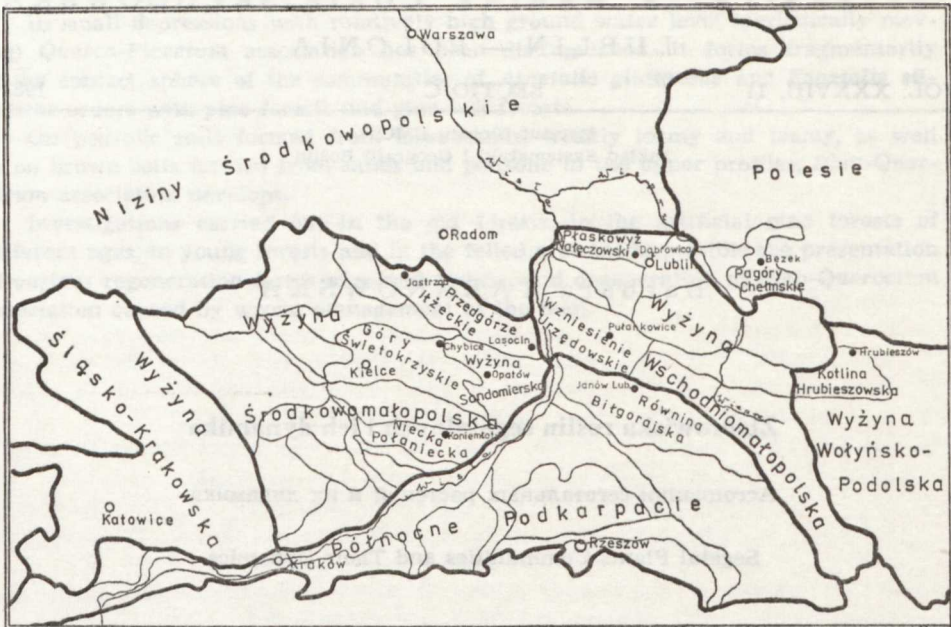 Warszawa
Niziny Środkowopolskie
Polesie
Radom
Płaskowyż
Nałęczowski
Dąbrowica
Lubli
Bezek
Pagóry
Chełmskie
Jastrząb
Przedgórze
Iłżeckie
Wyżyna
Góry
Świętokrzyskie
Chybice
Łosocin
Wyżyna
Opatów
Sandomierska
Kielce
Wzniesienie
Urzędowskie
Pułankowice
Wyżyna
Wschodniomałopolska
Hrubieszów
Kotlina
Hrubieszowska
Wyżyna
Wołyńsko-
Podolska
Janów Lub.
Równina
Biłgorajska
Środkowomałopolska
Niecka
Połaniecka
Wyżyna
Śląsko-Krakowska
Katowice
Kraków
Północne
Podkarpacie
Rzeszów